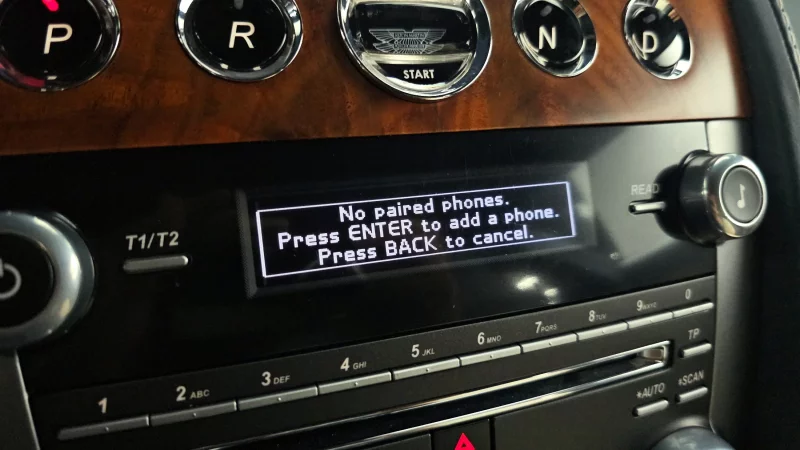 P
R
START
N
D
READ
T1/T2
No paired phones.
Press ENTER to add a phone.
Press BACK to cancel.
1
2 ABC
3 DEF
4 GHI
5 JKL
6 MNO
7 PQRS
8 TUV
9 WXYZ
0
TP
*AUTO
#SCAN